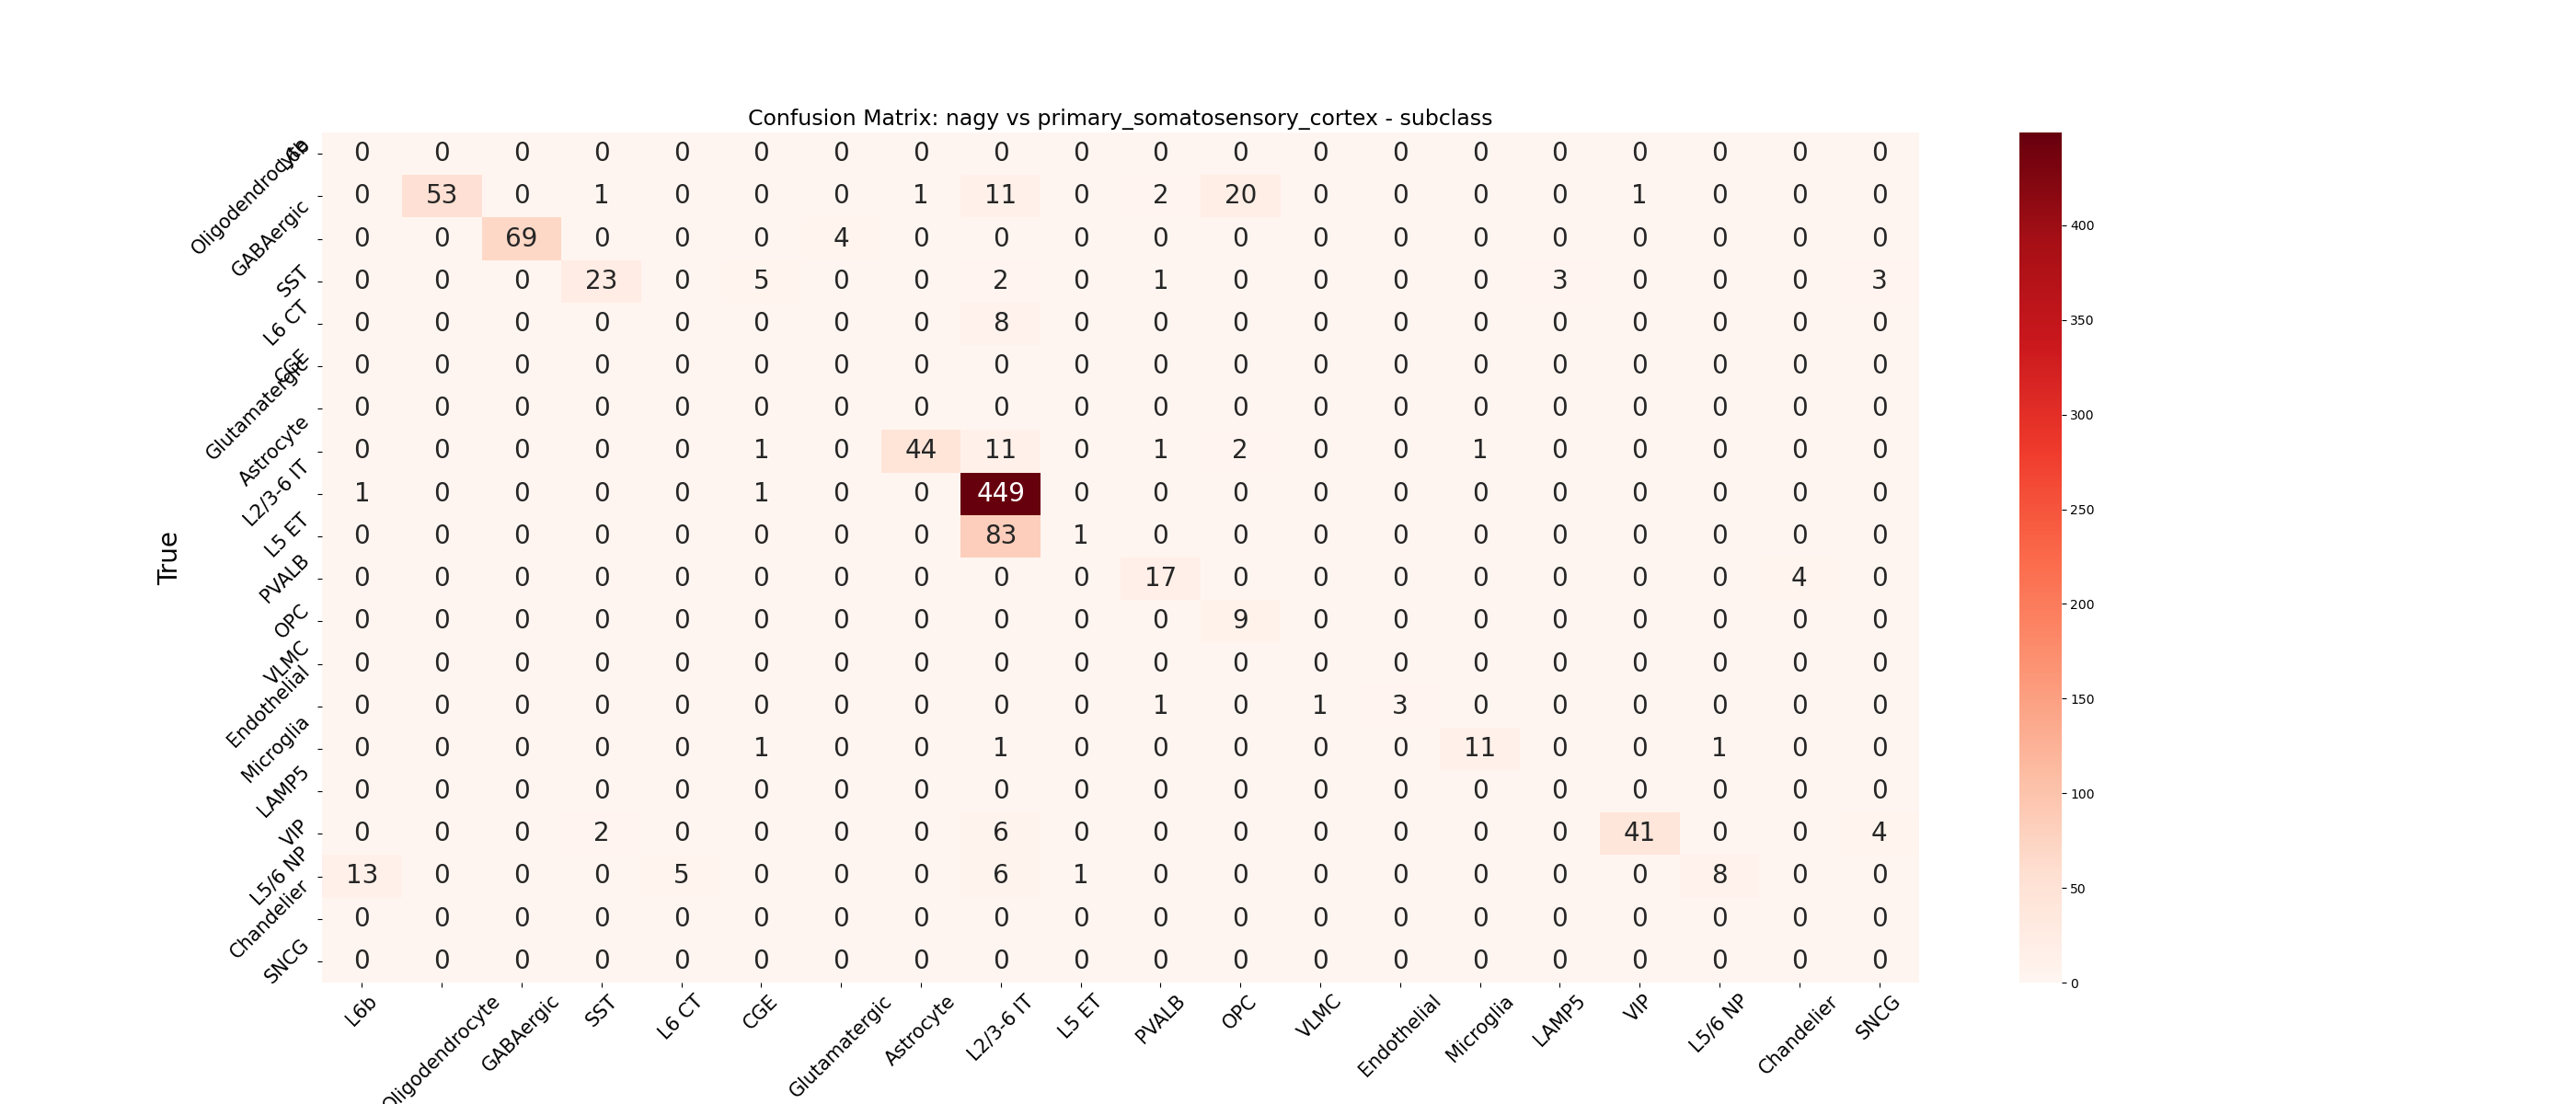 Confusion Matrix: nagy vs primary_somatosensory_cortex - subclass
True
L6b 0 0 0 0 0 0 0 0 0 0 0 0 0 0 0 0 0 0 0 0
Oligodendrocyte 0 53 0 1 0 0 0 1 11 0 2 20 0 0 0 0 1 0 0 0
GABAergic 0 0 69 0 0 0 4 0 0 0 0 0 0 0 0 0 0 0 0 0
SST 0 0 0 23 0 5 0 0 2 0 1 0 0 0 0 3 0 0 0 3
L6 CT 0 0 0 0 0 0 0 0 8 0 0 0 0 0 0 0 0 0 0 0
CGE 0 0 0 0 0 0 0 0 0 0 0 0 0 0 0 0 0 0 0 0
Glutamatergic 0 0 0 0 0 0 0 0 0 0 0 0 0 0 0 0 0 0 0 0
Astrocyte 0 0 0 0 0 1 0 44 11 0 1 2 0 0 1 0 0 0 0 0
L2/3-6 IT 1 0 0 0 0 1 0 0 449 0 0 0 0 0 0 0 0 0 0 0
L5 ET 0 0 0 0 0 0 0 0 83 1 0 0 0 0 0 0 0 0 0 0
PVALB 0 0 0 0 0 0 0 0 0 0 17 0 0 0 0 0 0 0 4 0
OPC 0 0 0 0 0 0 0 0 0 0 0 9 0 0 0 0 0 0 0 0
VLMC 0 0 0 0 0 0 0 0 0 0 0 0 0 0 0 0 0 0 0 0
Endothelial 0 0 0 0 0 0 0 0 0 0 1 0 1 3 0 0 0 0 0 0
Microglia 0 0 0 0 0 1 0 0 1 0 0 0 0 0 11 0 0 1 0 0
LAMP5 0 0 0 0 0 0 0 0 0 0 0 0 0 0 0 0 0 0 0 0
VIP 0 0 0 2 0 0 0 0 6 0 0 0 0 0 0 0 41 0 0 4
L5/6 NP 13 0 0 0 5 0 0 0 6 1 0 0 0 0 0 0 0 8 0 0
Chandelier 0 0 0 0 0 0 0 0 0 0 0 0 0 0 0 0 0 0 0 0
SNCG 0 0 0 0 0 0 0 0 0 0 0 0 0 0 0 0 0 0 0 0
L6b Oligodendrocyte GABAergic SST L6 CT CGE Glutamatergic Astrocyte L2/3-6 IT L5 ET PVALB OPC VLMC Endothelial Microglia LAMP5 VIP L5/6 NP Chandelier SNCG
400
350
300
250
200
150
100
50
0